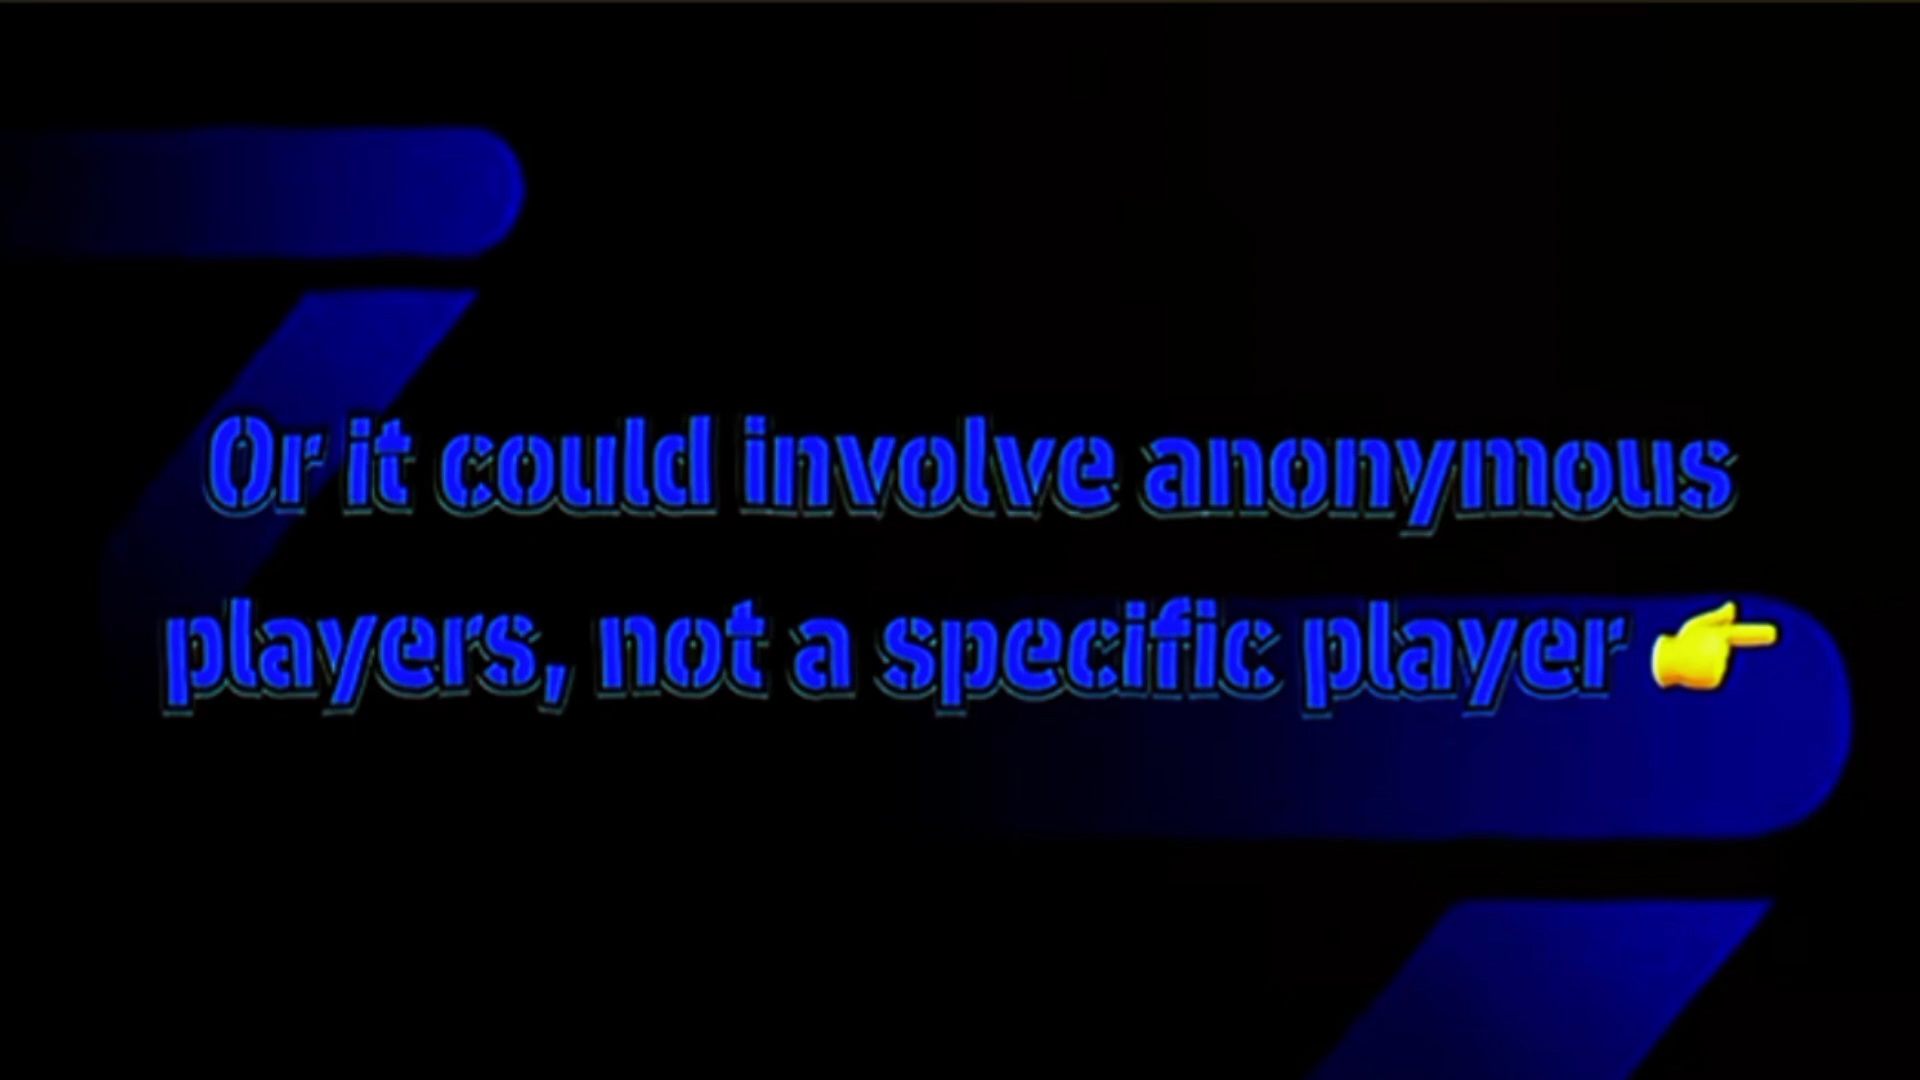 Or it could involve anonymous
players, not a specific player 👉